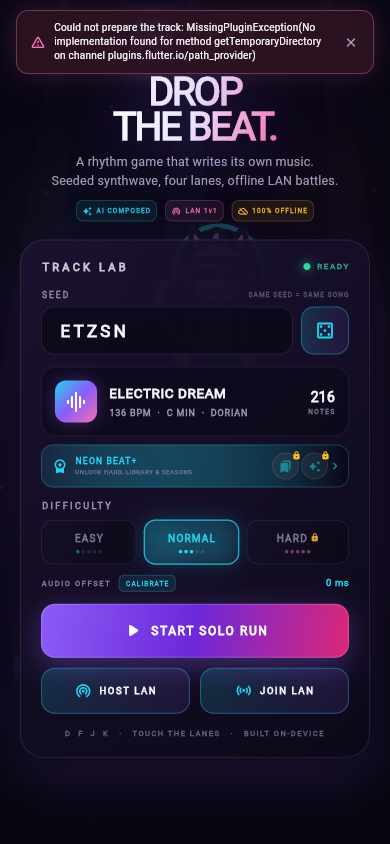 Could not prepare the track: MissingPluginException(No
implementation found for method getTemporaryDirectory
on channel plugins.flutter.io/path_provider)
DROP
THE BEAT.
A rhythm game that writes its own music.
Seeded synthwave, four lanes, offline LAN battles.
AI COMPOSED
LAN 1v1
100% OFFLINE
TRACK LAB
READY
SEED
SAME SEED = SAME SONG
ETZSN
ELECTRIC DREAM
136 BPM · C MIN · DORIAN
216
NOTES
NEON BEAT+
UNLOCK HARD, LIBRARY & SEASONS
DIFFICULTY
EASY
NORMAL
HARD
AUDIO OFFSET
CALIBRATE
0 ms
START SOLO RUN
HOST LAN
JOIN LAN
D F J K · TOUCH THE LANES · BUILT ON-DEVICE